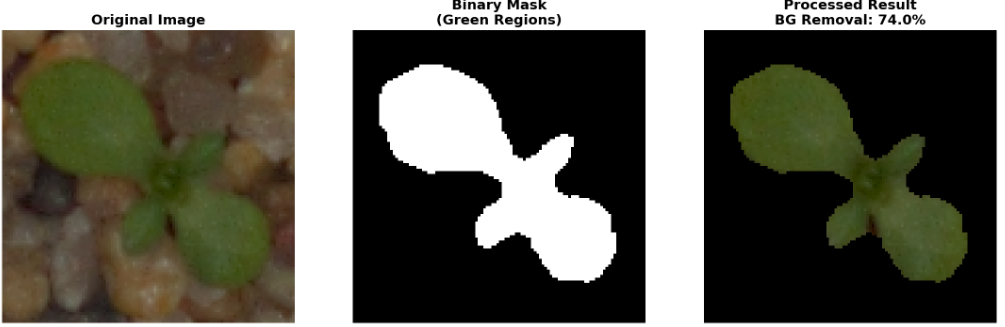 Original Image
Binary Mask
(Green Regions)
Processed Result
BG Removal: 74.0%